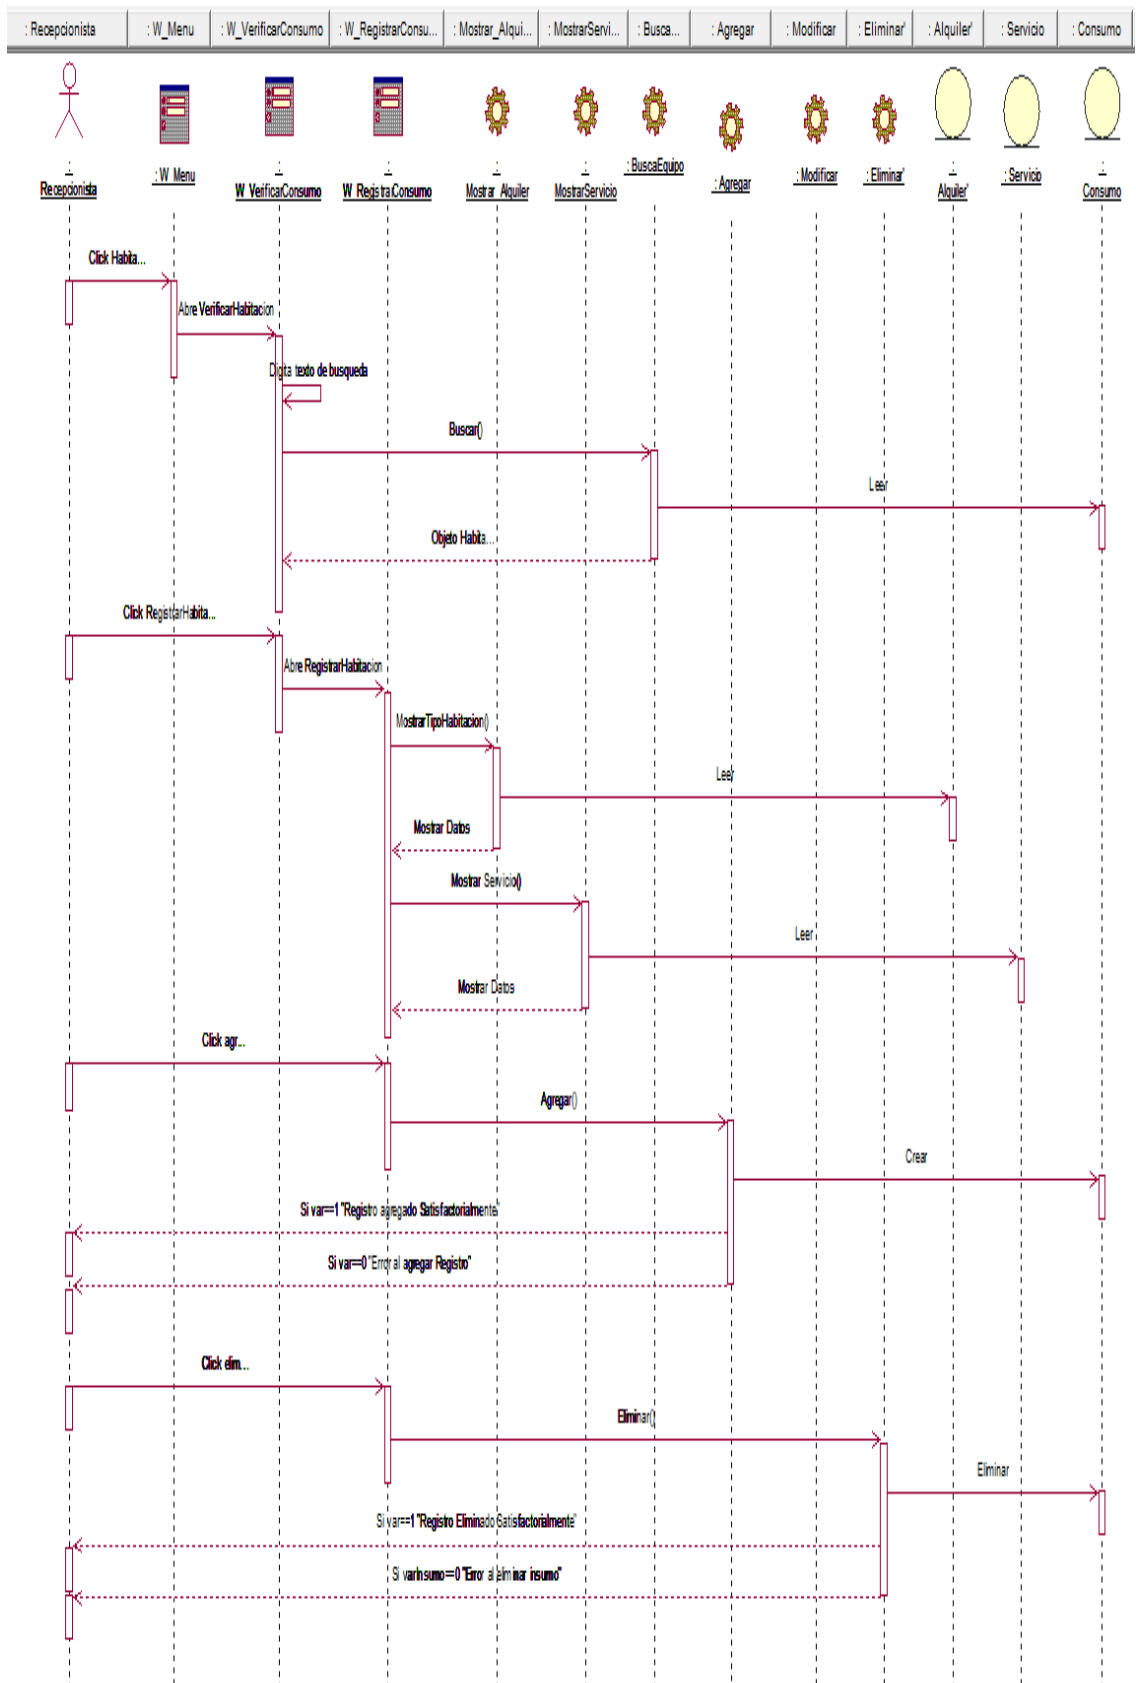 : Recepcionista
: W_Menu
: W_VerificarConsumo
: W_RegistrarConsu...
: Mostrar_Alqui...
: MostrarServi...
: Busca...
: Agregar
: Modificar
: Eliminar'
: Alquiler'
: Servicio
: Consumo
:
Recepcionista
: W_Menu
:
W_VerificarConsumo
:
W_RegistrarConsumo
:
Mostrar_Alquiler
:
MostrarServicio
: BuscaEquipo
: Agregar
: Modificar
: Eliminar'
:
Alquiler'
: Servicio
:
Consumo
Click Habita...
Abre VerificarHabitacion
Digita texto de busqueda
Buscar()
Leer
Objeto Habita...
Click RegistrarHabita...
Abre RegistrarHabitacion
MostrarTipoHabitacion()
Leer
Mostrar Datos
Mostrar Servicio()
Leer
Mostrar Datos
Click agr...
Agregar()
Crear
Si var==1 "Registro agregado Satisfactorialmente"
Si var==0 "Error al agregar Registro"
Click elim...
Eliminar()
Eliminar
Si var==1 "Registro Eliminado Satisfactorialmente"
Si varInsumo==0 "Error al eliminar insumo"